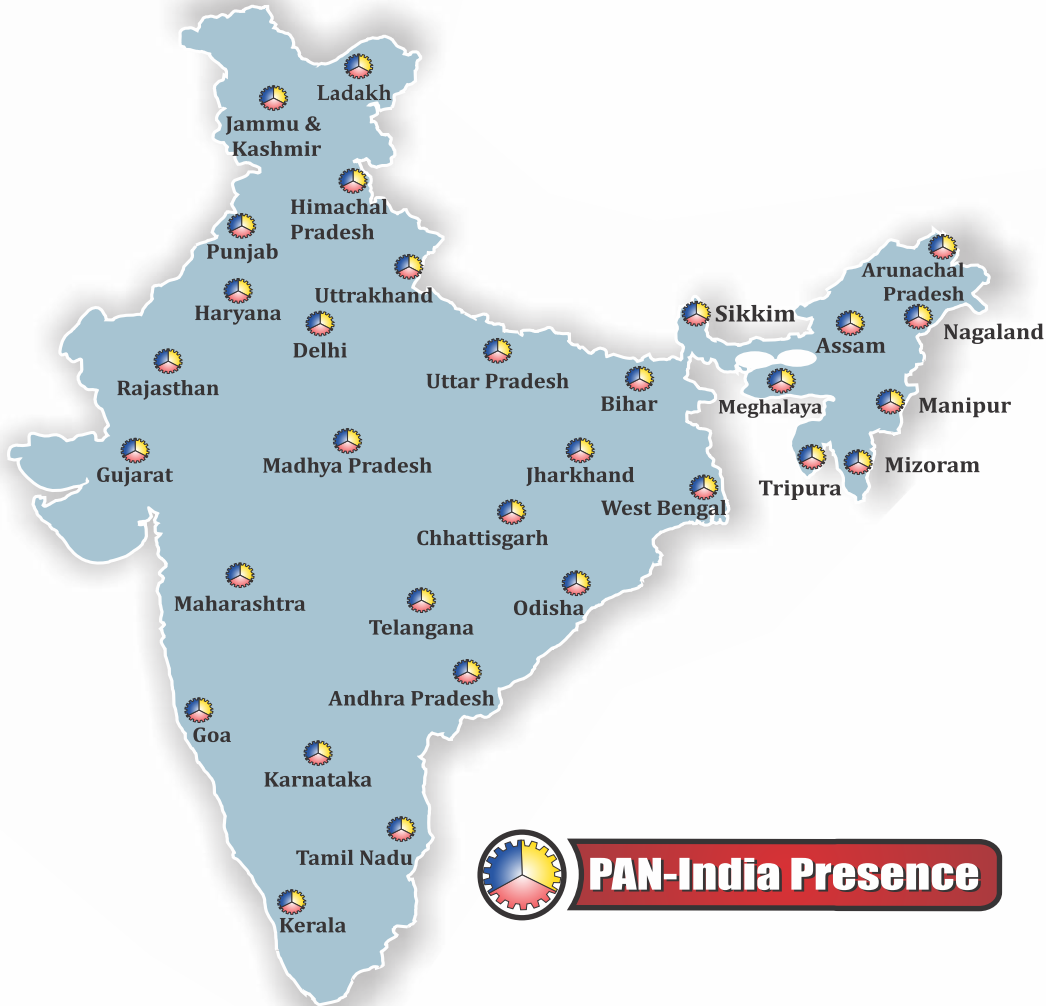 Ladakh
Jammu &
Kashmir
Himachal
Pradesh
Punjab
Uttrakhand
Haryana
Delhi
Rajasthan
Uttar Pradesh
Bihar
Sikkim
Arunachal
Pradesh
Nagaland
Assam
Meghalaya
Manipur
Gujarat
Madhya Pradesh
Jharkhand
Mizoram
Tripura
West Bengal
Chhattisgarh
Maharashtra
Odisha
Telangana
Andhra Pradesh
Goa
Karnataka
Tamil Nadu
Kerala
PAN-India Presence